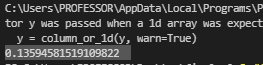 C:\Users\PROFESSOR\AppData\Local\Programs\P
tor y was passed when a 1d array was expect
y = column_or_1d(y, warn=True)
0.13594581519109822